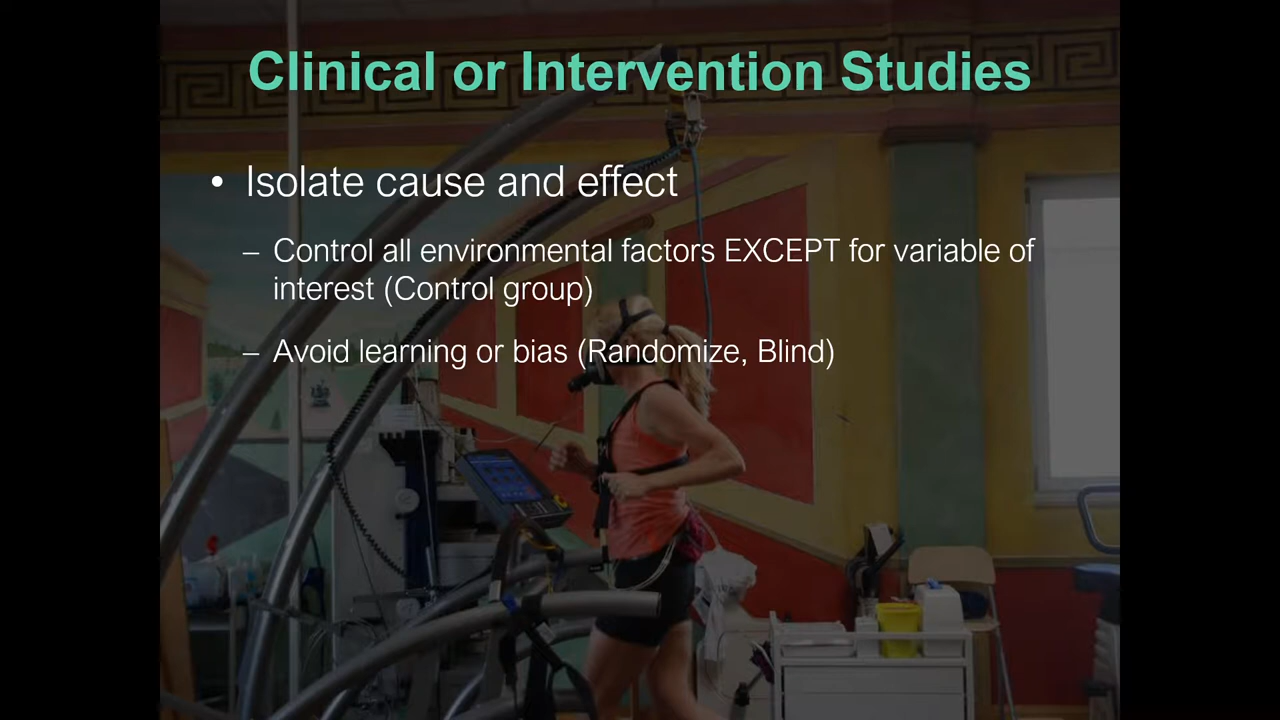 Clinical or Intervention Studies
• Isolate cause and effect
– Control all environmental factors EXCEPT for variable of
interest (Control group)
– Avoid learning or bias (Randomize, Blind)